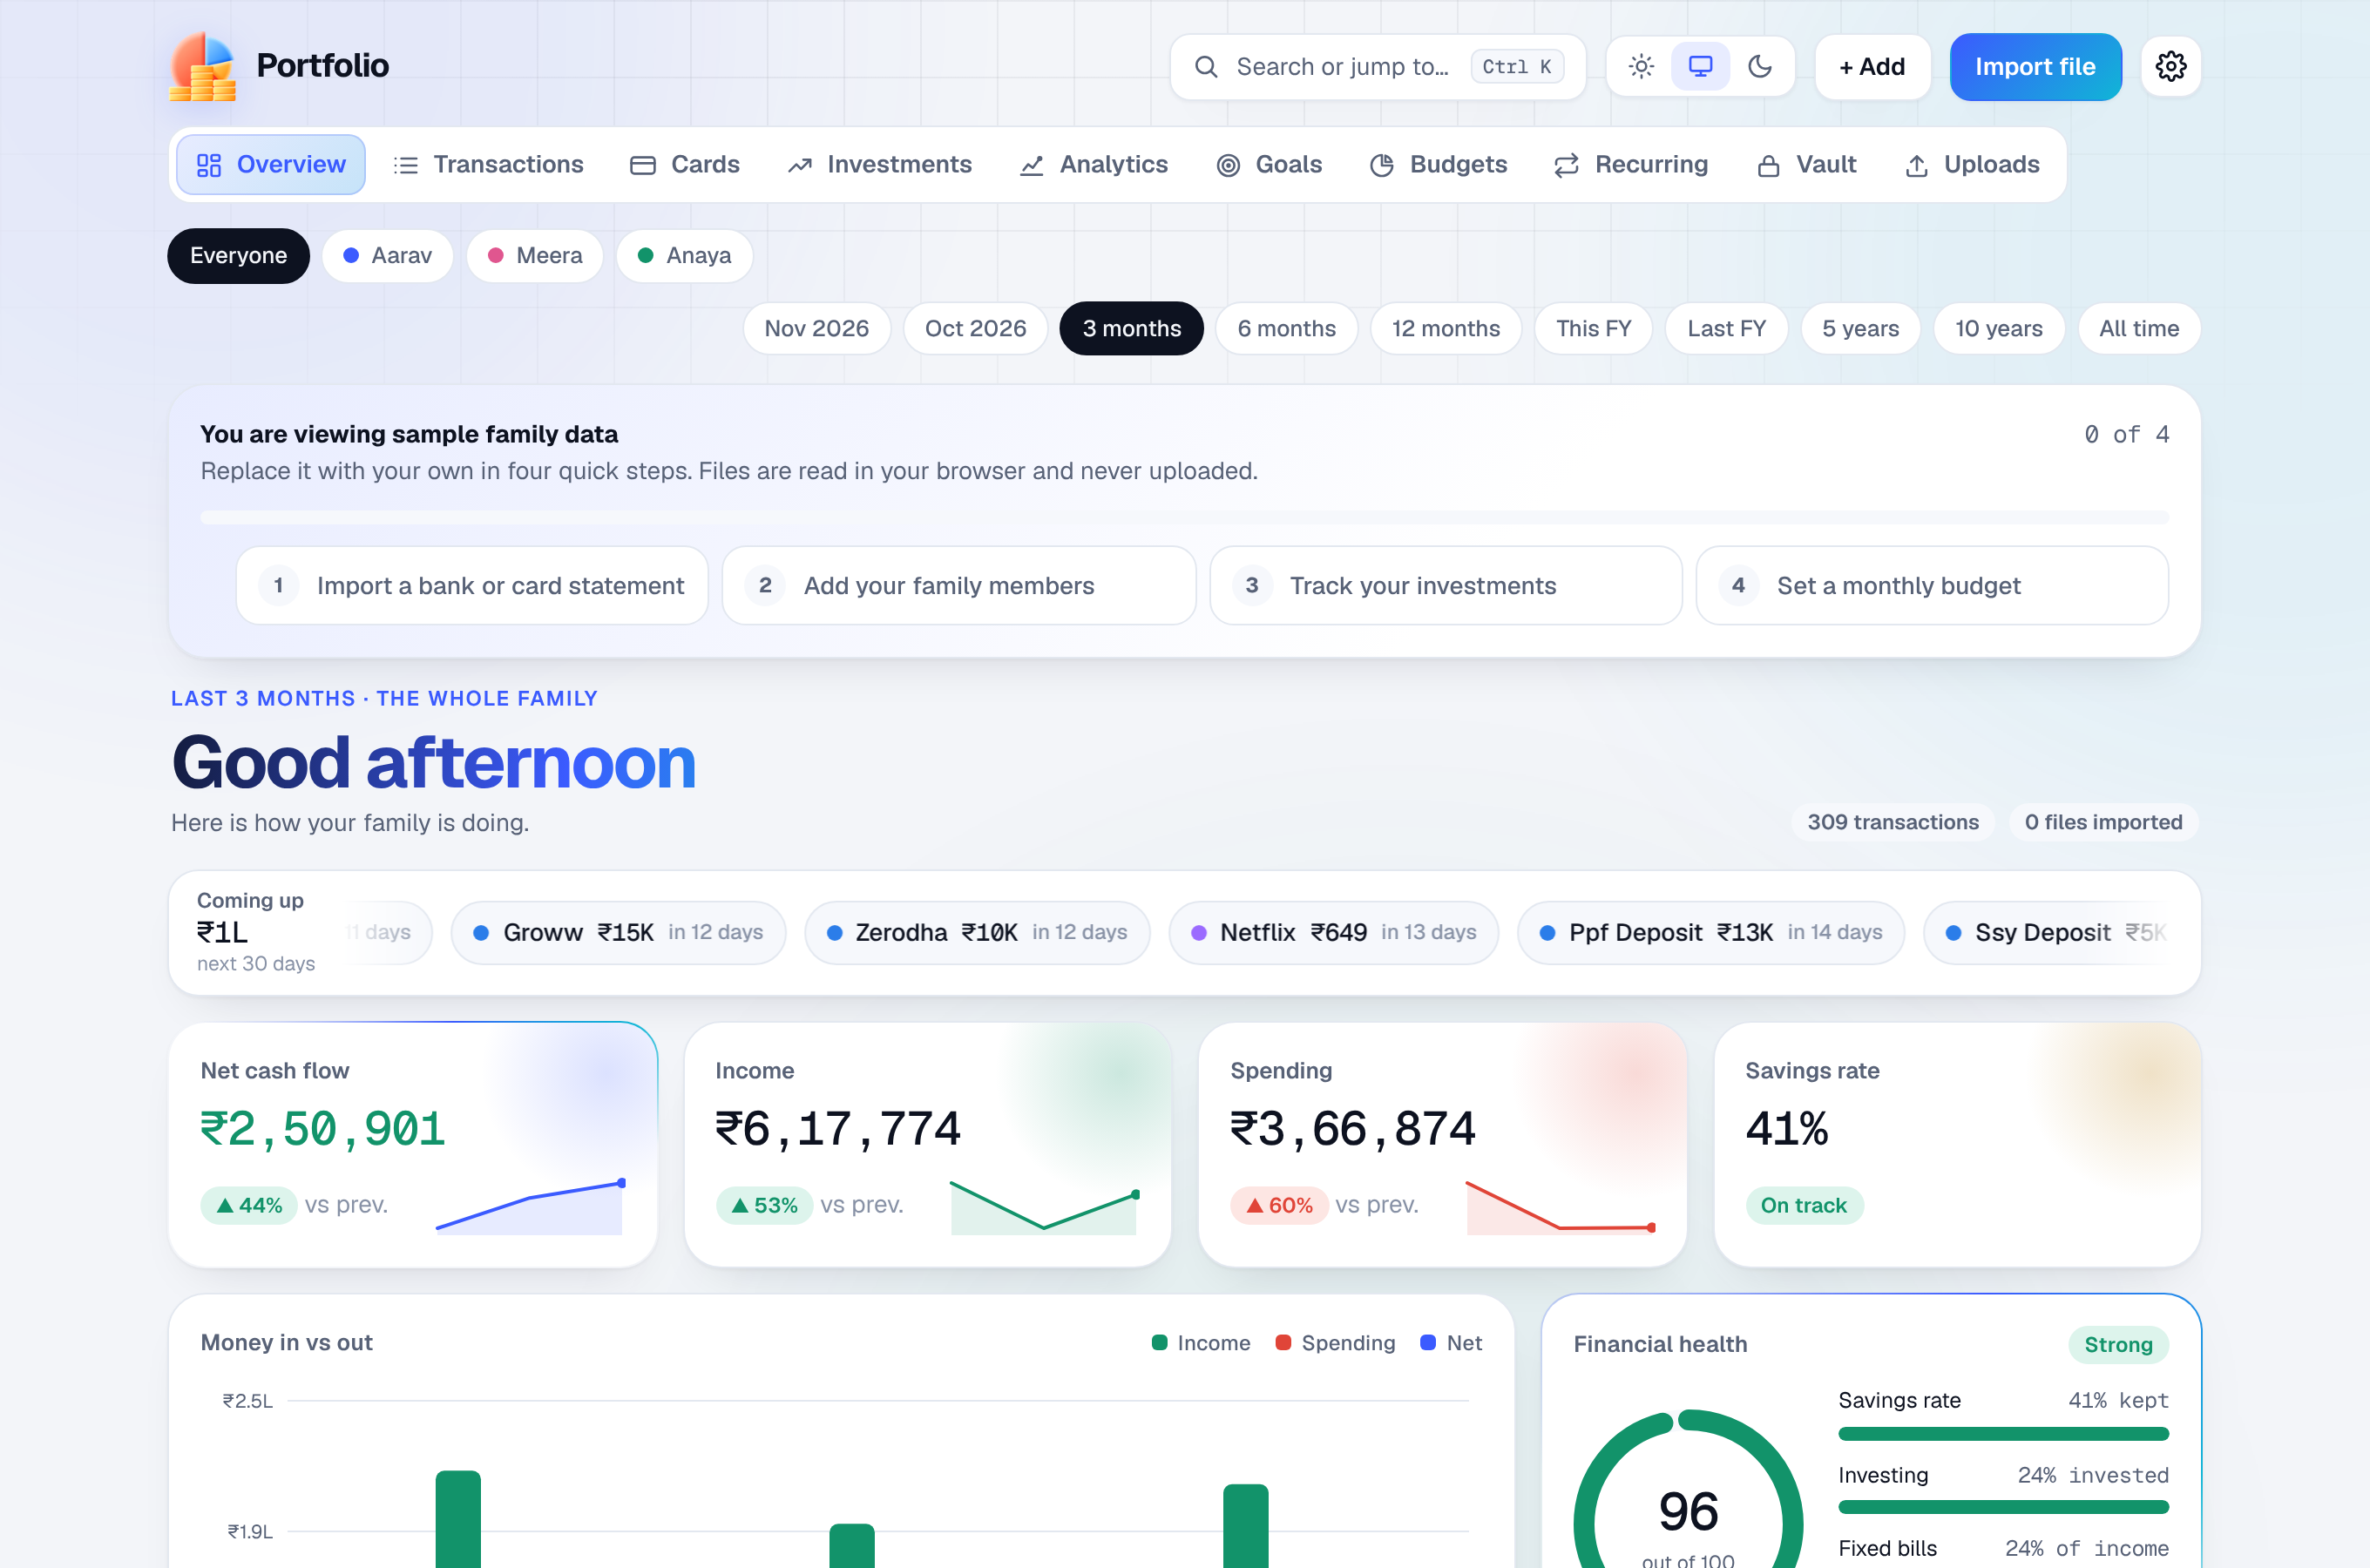 Portfolio
Search or jump to...
Ctrl K
+ Add
Import file
Overview
Transactions
Cards
Investments
Analytics
Goals
Budgets
Recurring
Vault
Uploads
Everyone
Aarav
Meera
Anaya
Nov 2026
Oct 2026
3 months
6 months
12 months
This FY
Last FY
5 years
10 years
All time
You are viewing sample family data
0 of 4
Replace it with your own in four quick steps. Files are read in your browser and never uploaded.
1 Import a bank or card statement
2 Add your family members
3 Track your investments
4 Set a monthly budget
LAST 3 MONTHS · THE WHOLE FAMILY
Good afternoon
Here is how your family is doing.
309 transactions
0 files imported
Coming up
₹1L
next 30 days
days
Groww ₹15K in 12 days
Zerodha ₹10K in 12 days
Netflix ₹649 in 13 days
Ppf Deposit ₹13K in 14 days
Ssy Deposit ₹5K
Net cash flow
₹2,50,901
▲ 44% vs prev.
Income
₹6,17,774
▲ 53% vs prev.
Spending
₹3,66,874
▲ 60% vs prev.
Savings rate
41%
On track
Money in vs out
Income
Spending
Net
₹2.5L
₹1.9L
Financial health
Strong
96
out of 100
Savings rate
41% kept
Investing
24% invested
Fixed bills
24% of income